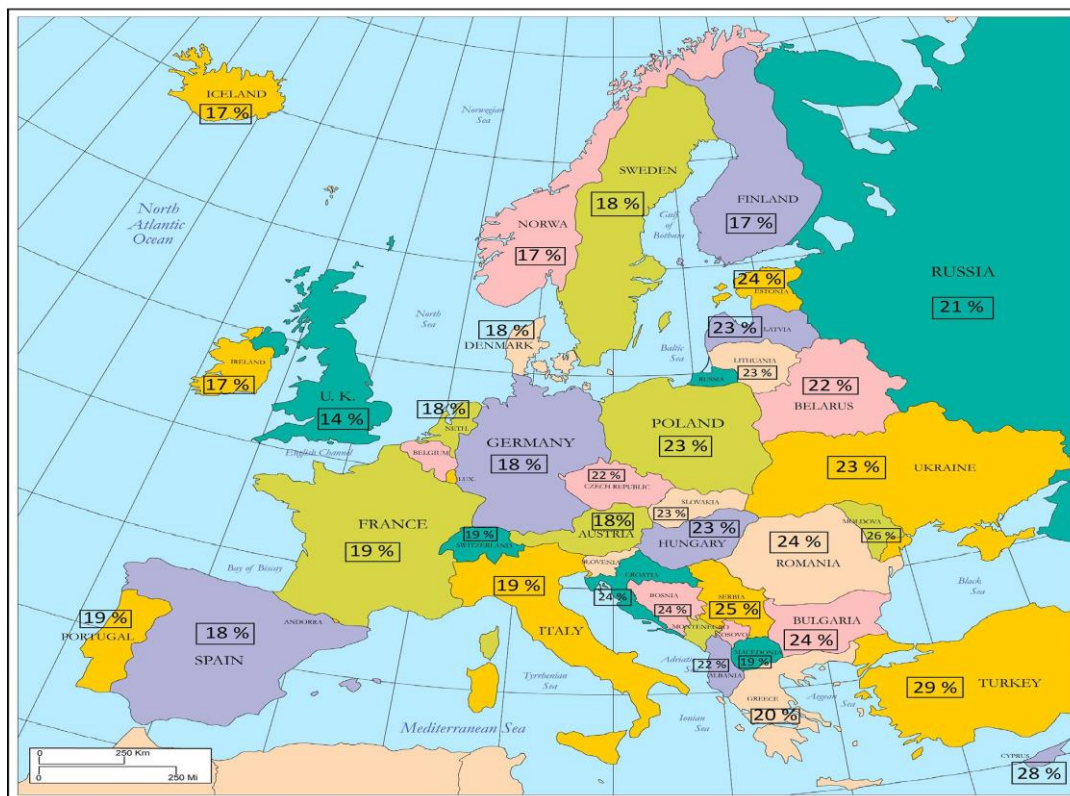 ICELAND
17 %
Norwegian
Sea
SWEDEN
18 %
FINLAND
17 %
North
Atlantic
Ocean
NORWA
17 %
Gulf
of
Bothnia
RUSSIA
21 %
24 %
ESTONIA
23 %
LATVIA
North
Sea
18 %
DENMARK
Baltic
Sea
LITHUANIA
23 %
RUSSIA
IRELAND
17 %
U. K.
14 %
22 %
BELARUS
18 %
NETH.
POLAND
23 %
GERMANY
18 %
English Channel
BELGIUM
LUX.
22 %
CZECH REPUBLIC
23 %
UKRAINE
SLOVAKIA
23 %
FRANCE
19 %
19 %
SWITZERLAND
18%
AUSTRIA
23 %
HUNGARY
MOLDOVA
26 %
24 %
ROMANIA
Bay of Biscay
SLOVENIA
19 %
ITALY
CROATIA
24 %
BOSNIA
24 %
SERBIA
25 %
Black
Sea
19 %
PORTUGAL
18 %
SPAIN
ANDORRA
MONTENEGRO
KOSOVO
BULGARIA
24 %
MACEDONIA
19 %
Adriatic
22 %
ALBANIA
Tyrrhenian
Sea
29 %
TURKEY
GREECE
20 %
Aegean
Sea
Mediterranean Sea
Ionian
Sea
0
250 Km
0
250 Mi
CYPRUS
28 %